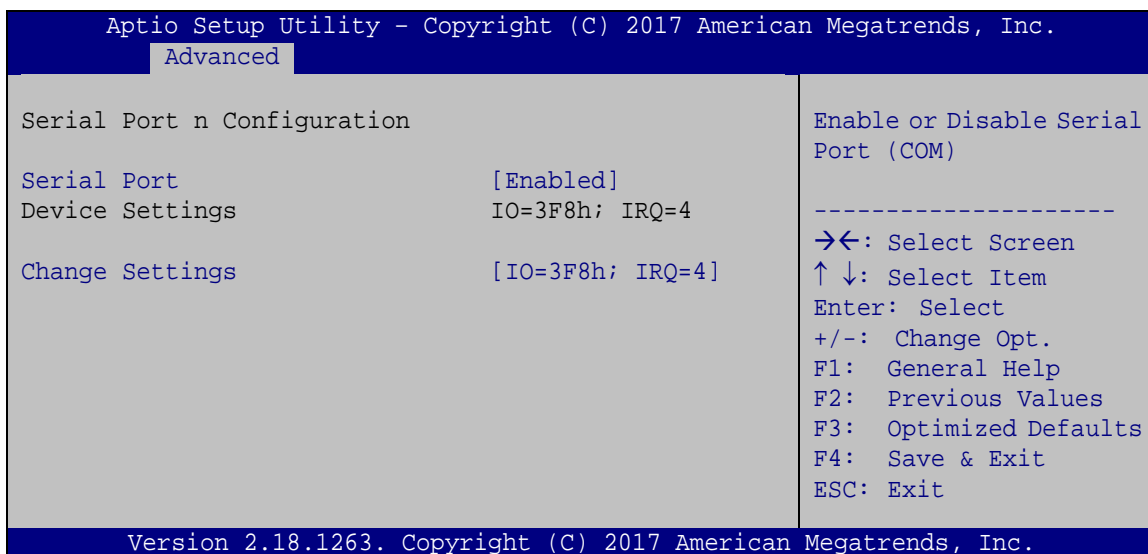 Aptio Setup Utility – Copyright (C) 2017 American Megatrends, Inc.
Advanced
Serial Port n Configuration
Serial Port [Enabled]
Device Settings IO=3F8h; IRQ=4
Change Settings [IO=3F8h; IRQ=4]
Enable or Disable Serial
Port (COM)
---------------------
→←: Select Screen
↑ ↓: Select Item
Enter: Select
+/-: Change Opt.
F1: General Help
F2: Previous Values
F3: Optimized Defaults
F4: Save & Exit
ESC: Exit
Version 2.18.1263. Copyright (C) 2017 American Megatrends, Inc.